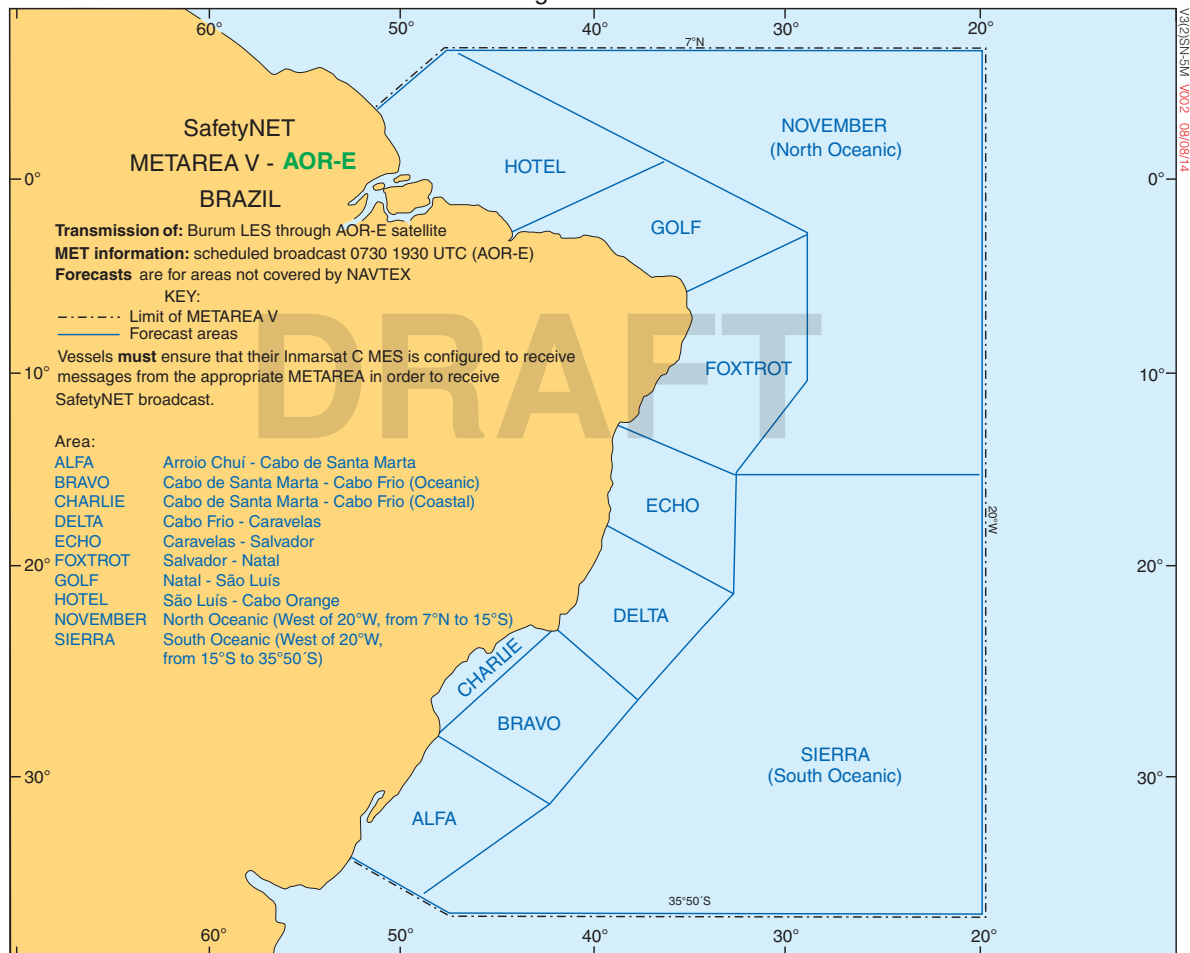 60° 50° 40° 30° 20°
7°N
V3(2)SN-5M V002 08/08/14
SafetyNET
METAREA V - AOR-E
BRAZIL
NOVEMBER
(North Oceanic)
HOTEL
0° 0°
GOLF
Transmission of: Burum LES through AOR-E satellite
MET information: scheduled broadcast 0730 1930 UTC (AOR-E)
Forecasts are for areas not covered by NAVTEX
KEY:
Limit of METAREA V
Forecast areas
DRAFT
Vessels must ensure that their Inmarsat C MES is configured to receive
messages from the appropriate METAREA in order to receive
SafetyNET broadcast.
FOXTROT
10° 10°
Area:
ALFA Arroio Chuí - Cabo de Santa Marta
BRAVO Cabo de Santa Marta - Cabo Frio (Oceanic)
CHARLIE Cabo de Santa Marta - Cabo Frio (Coastal)
DELTA Cabo Frio - Caravelas
ECHO Caravelas - Salvador
FOXTROT Salvador - Natal
GOLF Natal - São Luís
HOTEL São Luís - Cabo Orange
NOVEMBER North Oceanic (West of 20°W, from 7°N to 15°S)
SIERRA South Oceanic (West of 20°W,
from 15°S to 35°50´S)
ECHO
20°W
20° 20°
DELTA
CHARLIE
BRAVO
SIERRA
(South Oceanic)
30° 30°
ALFA
35°50´S
60° 50° 40° 30° 20°